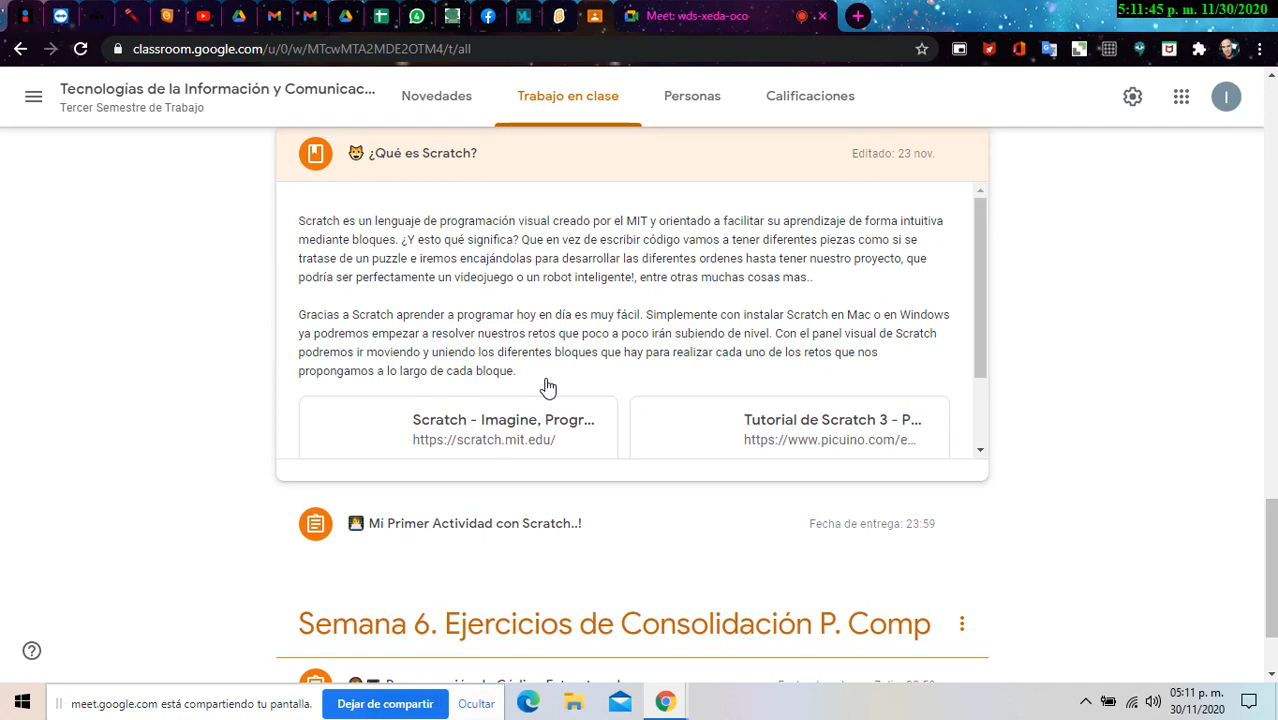 Meet: wds-xeda-oco
5:11:45 p. m. 11/30/2020
classroom.google.com/u/0/w/MTcwMTA2MDE2OTM4/t/all
Tecnologías de la Información y Comunicac...
Tercer Semestre de Trabajo
Novedades
Trabajo en clase
Personas
Calificaciones
I
¿Qué es Scratch?
Editado: 23 nov.
Scratch es un lenguaje de programación visual creado por el MIT y orientado a facilitar su aprendizaje de forma intuitiva
mediante bloques. ¿Y esto qué significa? Que en vez de escribir código vamos a tener diferentes piezas como si se
tratase de un puzzle e iremos encajándolas para desarrollar las diferentes ordenes hasta tener nuestro proyecto, que
podría ser perfectamente un videojuego o un robot inteligente!, entre otras muchas cosas mas..
Gracias a Scratch aprender a programar hoy en día es muy fácil. Simplemente con instalar Scratch en Mac o en Windows
ya podremos empezar a resolver nuestros retos que poco a poco irán subiendo de nivel. Con el panel visual de Scratch
podremos ir moviendo y uniendo los diferentes bloques que hay para realizar cada uno de los retos que nos
propongamos a lo largo de cada bloque.
Scratch - Imagine, Progr...
https://scratch.mit.edu/
Tutorial de Scratch 3 - P...
https://www.picuino.com/e...
Mi Primer Actividad con Scratch..!
Fecha de entrega: 23:59
Semana 6. Ejercicios de Consolidación P. Comp
meet.google.com está compartiendo tu pantalla.
Dejar de compartir
Ocultar
05:11 p. m.
30/11/2020